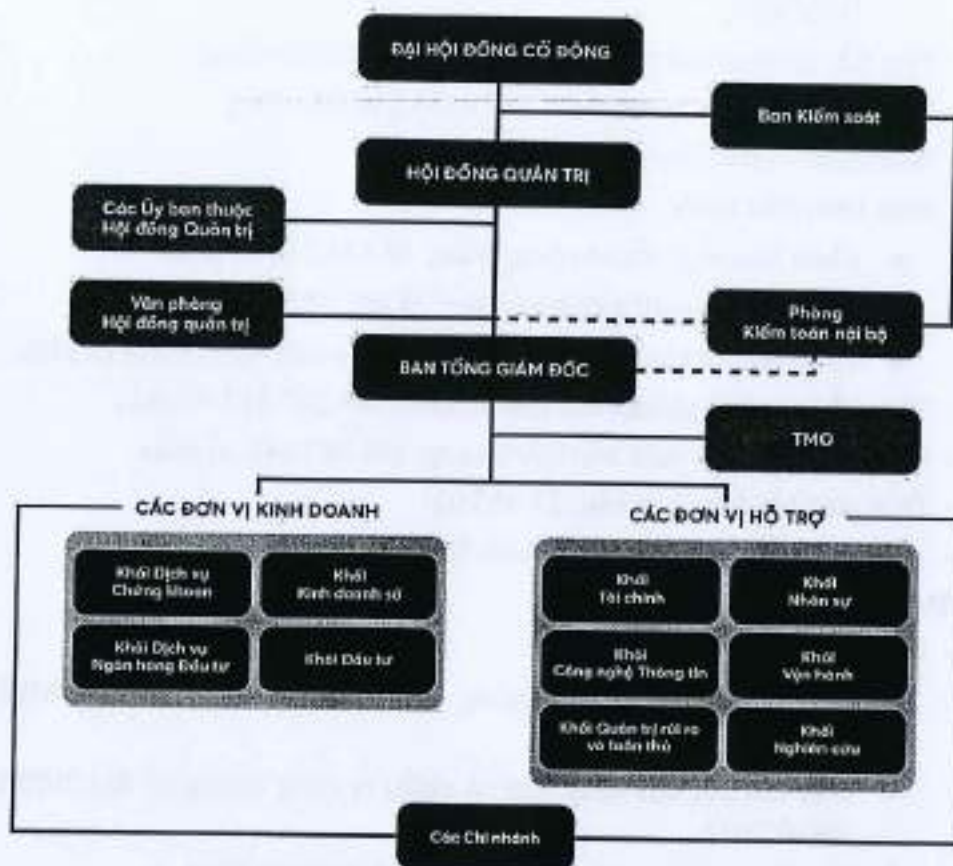 ĐẠI HỘI ĐỒNG CỔ ĐÔNG
Ban Kiểm soát
HỘI ĐỒNG QUẢN TRỊ
Các Ủy ban thuộc
Hội đồng Quản trị
Văn phòng
Hội đồng quản trị
Phòng
Kiểm toán nội bộ
BAN TỔNG GIÁM ĐỐC
TMO
CÁC ĐƠN VỊ KINH DOANH
CÁC ĐƠN VỊ HỖ TRỢ
Khối Dịch vụ
Chứng khoán
Khối
Kinh doanh số
Khối
Tài chính
Khối
Nhân sự
Khối Dịch vụ
Ngân hàng Đầu tư
Khối Đầu tư
Khối
Công nghệ Thông tin
Khối
Vận hành
Khối Quản trị rủi ro
và tuân thủ
Khối
Nghiên cứu
Các Chi nhánh